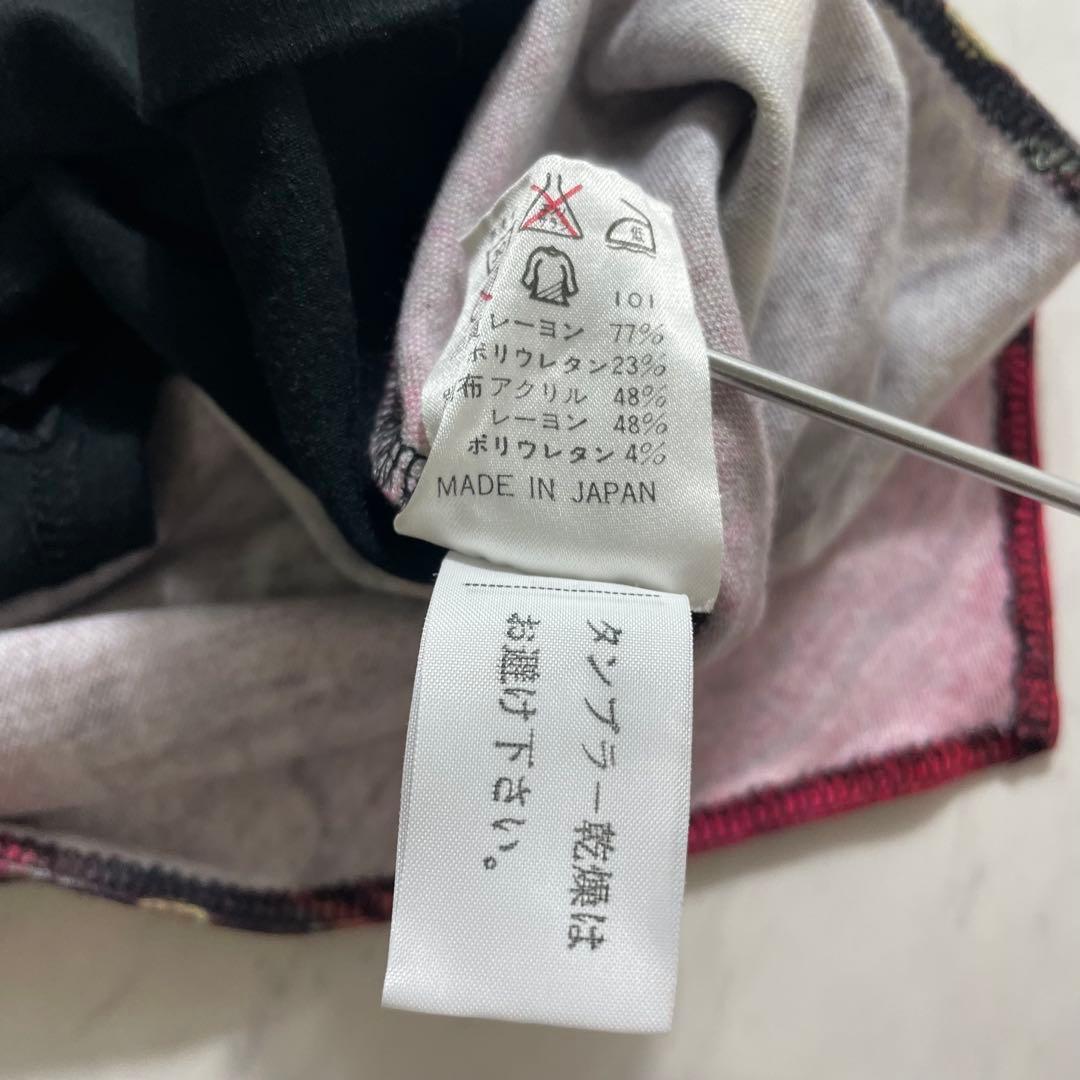 低
101
レーヨン 77%
ポリウレタン23%
布 アクリル 48%
レーヨン 48%
ポリウレタン 4%
MADE IN JAPAN
タンブラー乾燥は
お避け下さい。